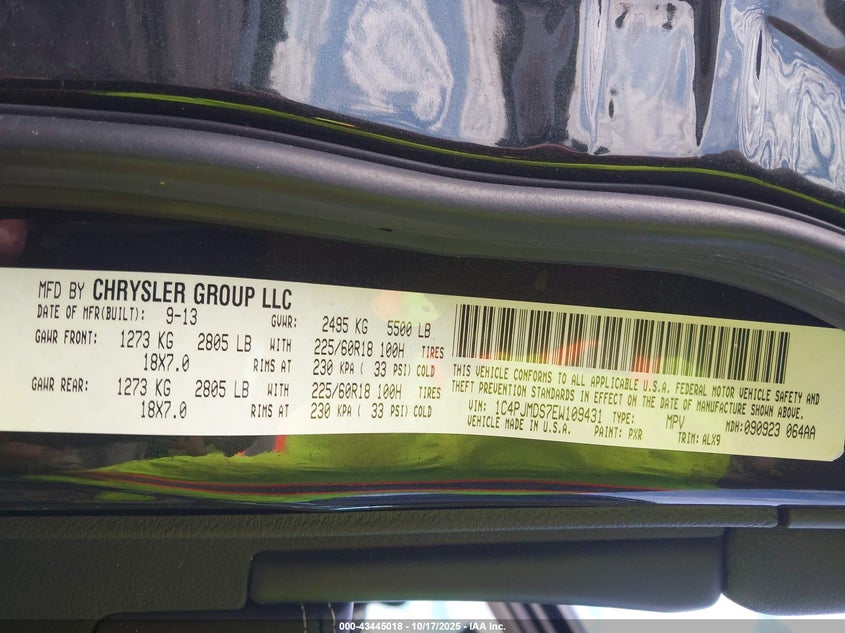 MFD BY CHRYSLER GROUP LLC
DATE OF MFR(BUILT): 9-13 GVWR: 2495 KG 5500 LB
GAWR FRONT: 1273 KG 2805 LB WITH 225/60R18 100H TIRES
18X7.0 RIMS AT 230 KPA ( 33 PSI) COLD
GAWR REAR: 1273 KG 2805 LB WITH 225/60R18 100H TIRES
18X7.0 RIMS AT 230 KPA ( 33 PSI) COLD
THIS VEHICLE CONFORMS TO ALL APPLICABLE U.S.A. FEDERAL MOTOR VEHICLE SAFETY AND
THEFT PREVENTION STANDARDS IN EFFECT ON THE DATE OF MANUFACTURE SHOWN ABOVE.
VIN: 1C4PJMDS7EW109431 TYPE: MPV MDH:090923 064AA
VEHICLE MADE IN U.S.A. PAINT: PXR TRIM: ALX9
000-43445018 - 10/17/2025 - IAA Inc.